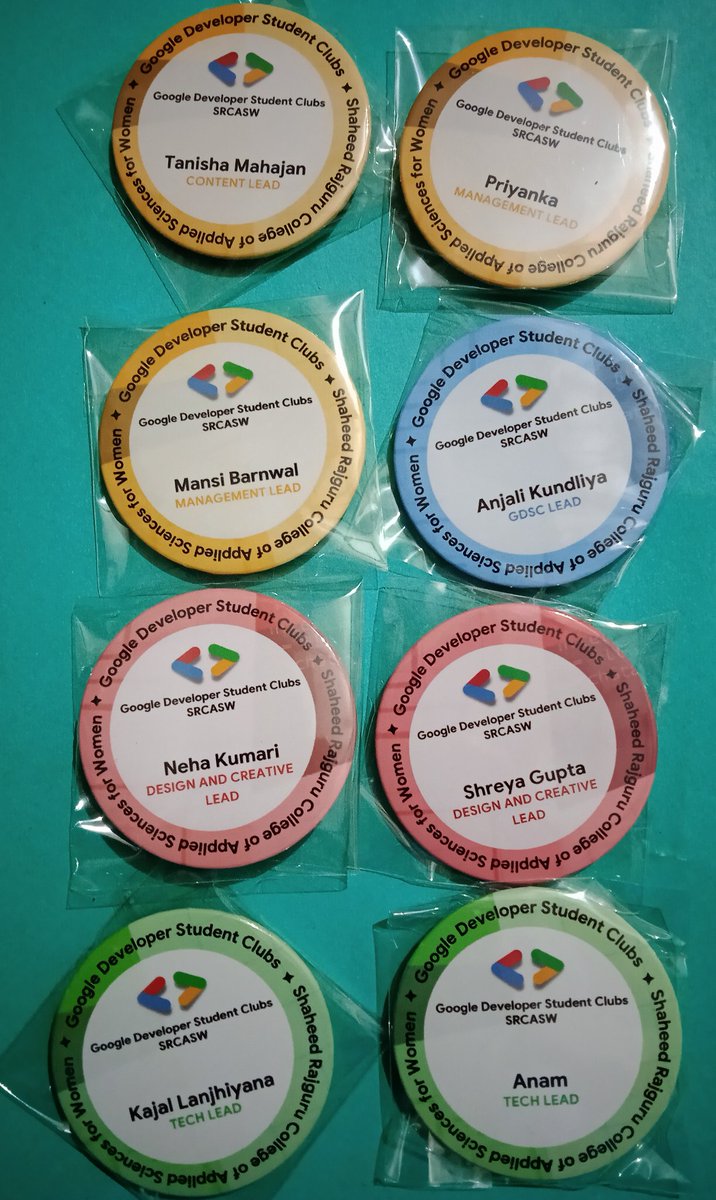 Google Developer Student Clubs ✦ Shaheed Rajguru College of Applied Sciences for Women ✦
Google Developer Student Clubs
SRCASW
Tanisha Mahajan
CONTENT LEAD
Google Developer Student Clubs ✦ Shaheed Rajguru College of Applied Sciences for Women ✦
Google Developer Student Clubs
SRCASW
Priyanka
MANAGEMENT LEAD
Google Developer Student Clubs ✦ Shaheed Rajguru College of Applied Sciences for Women ✦
Google Developer Student Clubs
SRCASW
Mansi Barnwal
MANAGEMENT LEAD
Google Developer Student Clubs ✦ Shaheed Rajguru College of Applied Sciences for Women ✦
Google Developer Student Clubs
SRCASW
Anjali Kundliya
GDSC LEAD
Google Developer Student Clubs ✦ Shaheed Rajguru College of Applied Sciences for Women ✦
Google Developer Student Clubs
SRCASW
Neha Kumari
DESIGN AND CREATIVE
LEAD
Google Developer Student Clubs ✦ Shaheed Rajguru College of Applied Sciences for Women ✦
Google Developer Student Clubs
SRCASW
Shreya Gupta
DESIGN AND CREATIVE
LEAD
Google Developer Student Clubs ✦ Shaheed Rajguru College of Applied Sciences for Women ✦
Google Developer Student Clubs
SRCASW
Kajal Lanjhiyana
TECH LEAD
Google Developer Student Clubs ✦ Shaheed Rajguru College of Applied Sciences for Women ✦
Google Developer Student Clubs
SRCASW
Anam
TECH LEAD